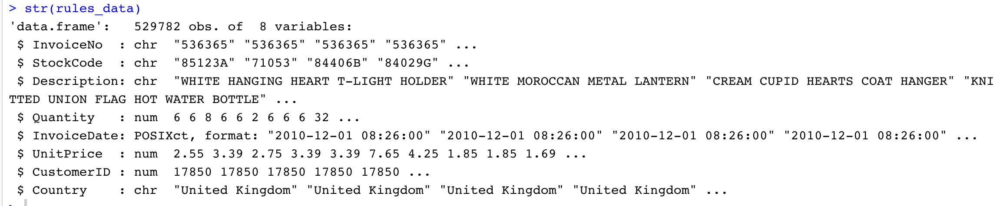 > str(rules_data)
'data.frame':   529782 obs. of  8 variables:
 $ InvoiceNo  : chr  "536365" "536365" "536365" "536365" ...
 $ StockCode  : chr  "85123A" "71053" "84406B" "84029G" ...
 $ Description: chr  "WHITE HANGING HEART T-LIGHT HOLDER" "WHITE MOROCCAN METAL LANTERN" "CREAM CUPID HEARTS COAT HANGER" "KNI
TTED UNION FLAG HOT WATER BOTTLE" ...
 $ Quantity   : num  6 6 8 6 6 2 6 6 6 32 ...
 $ InvoiceDate: POSIXct, format: "2010-12-01 08:26:00" "2010-12-01 08:26:00" "2010-12-01 08:26:00" "2010-12-01 08:26:00" ...
 $ UnitPrice  : num  2.55 3.39 2.75 3.39 3.39 7.65 4.25 1.85 1.85 1.69 ...
 $ CustomerID : num  17850 17850 17850 17850 17850 ...
 $ Country    : chr  "United Kingdom" "United Kingdom" "United Kingdom" "United Kingdom" ...